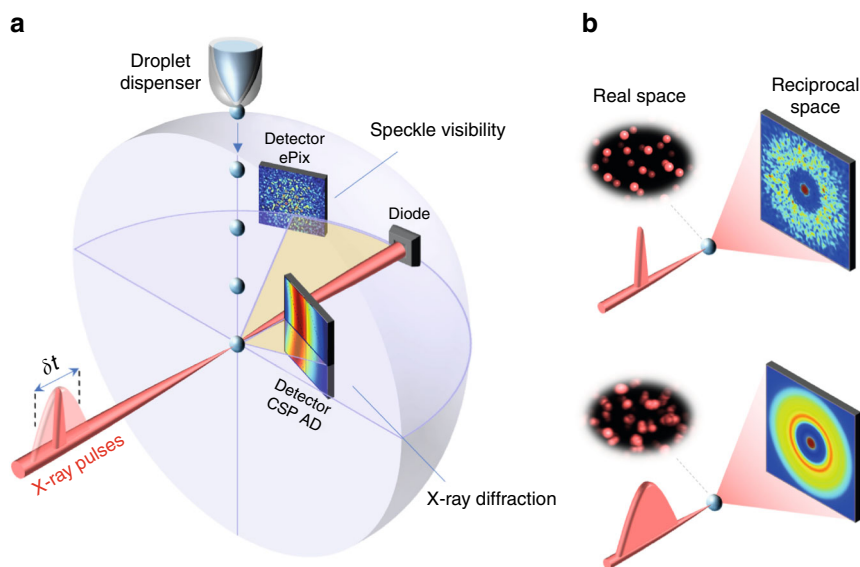 a
Droplet
dispenser
Detector
ePix
Speckle visibility
Diode
δt
X-ray pulses
Detector
CSP AD
X-ray diffraction
b
Real space
Reciprocal
space